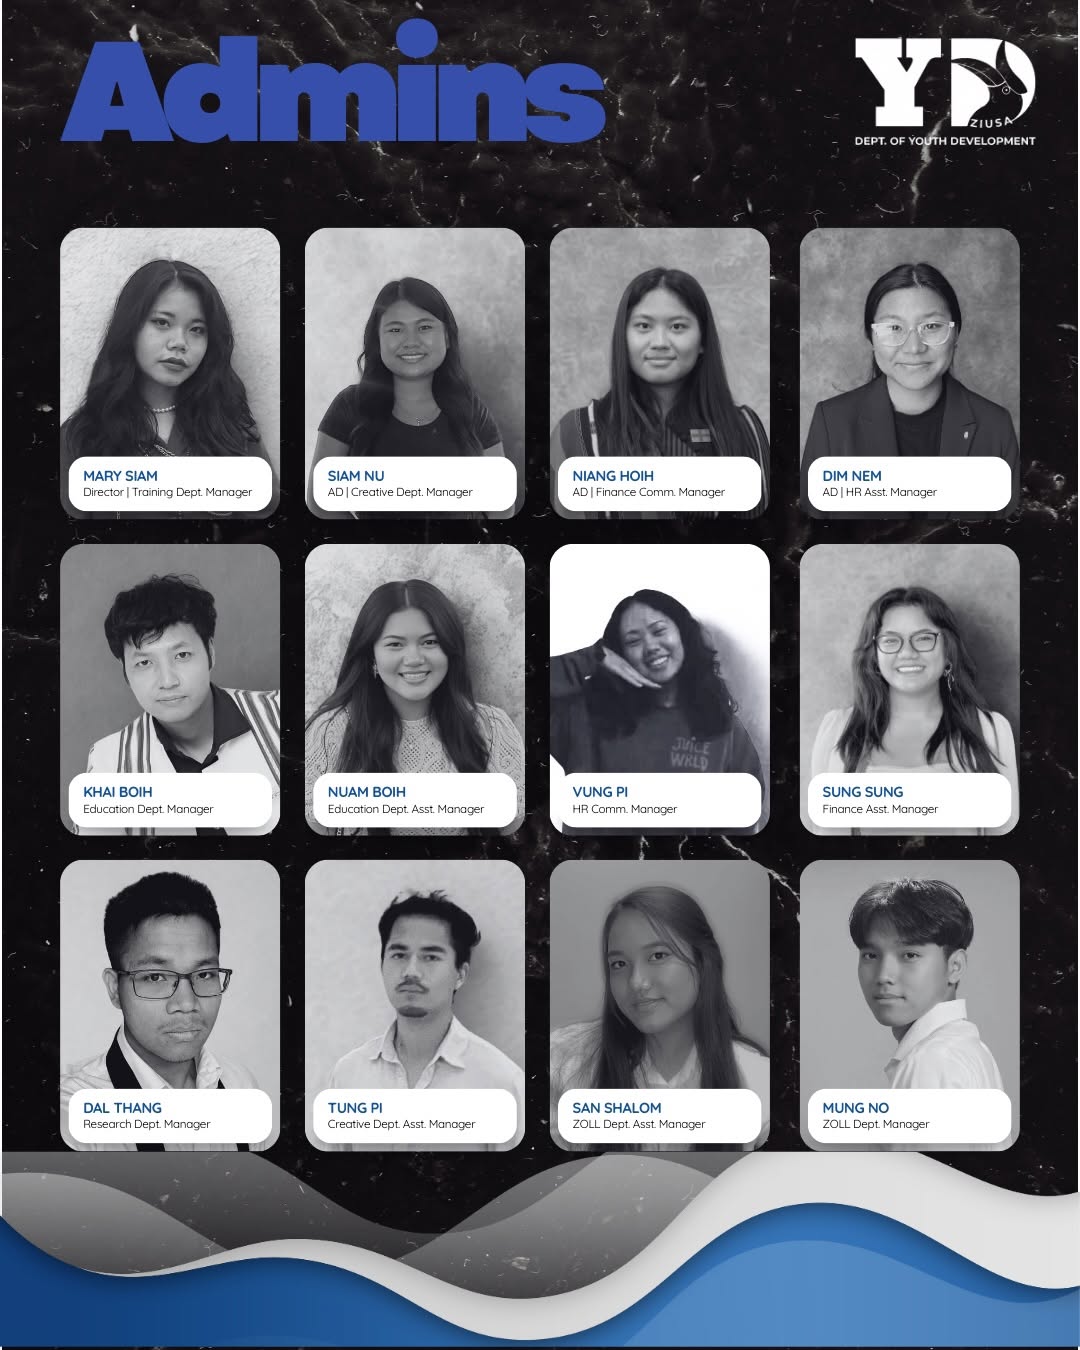 Admins
YD
ZIUSA
DEPT. OF YOUTH DEVELOPMENT
MARY SIAM
Director | Training Dept. Manager
SIAM NU
AD | Creative Dept. Manager
NIANG HOIH
AD | Finance Comm. Manager
DIM NEM
AD | HR Asst. Manager
KHAI BOIH
Education Dept. Manager
NUAM BOIH
Education Dept. Asst. Manager
JUICE
WRLD
VUNG PI
HR Comm. Manager
SUNG SUNG
Finance Asst. Manager
DAL THANG
Research Dept. Manager
TUNG PI
Creative Dept. Asst. Manager
SAN SHALOM
ZOLL Dept. Asst. Manager
MUNG NO
ZOLL Dept. Manager